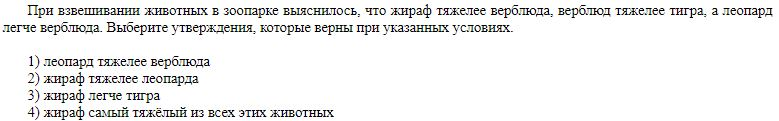 При взвешивании животных в зоопарке выяснилось, что жираф тяжелее верблюда, верблюд тяжелее тигра, а леопард
легче верблюда. Выберите утверждения, которые верны при указанных условиях.
1) леопард тяжелее верблюда
2) жираф тяжелее леопарда
3) жираф легче тигра
4) жираф самый тяжёлый из всех этих животных